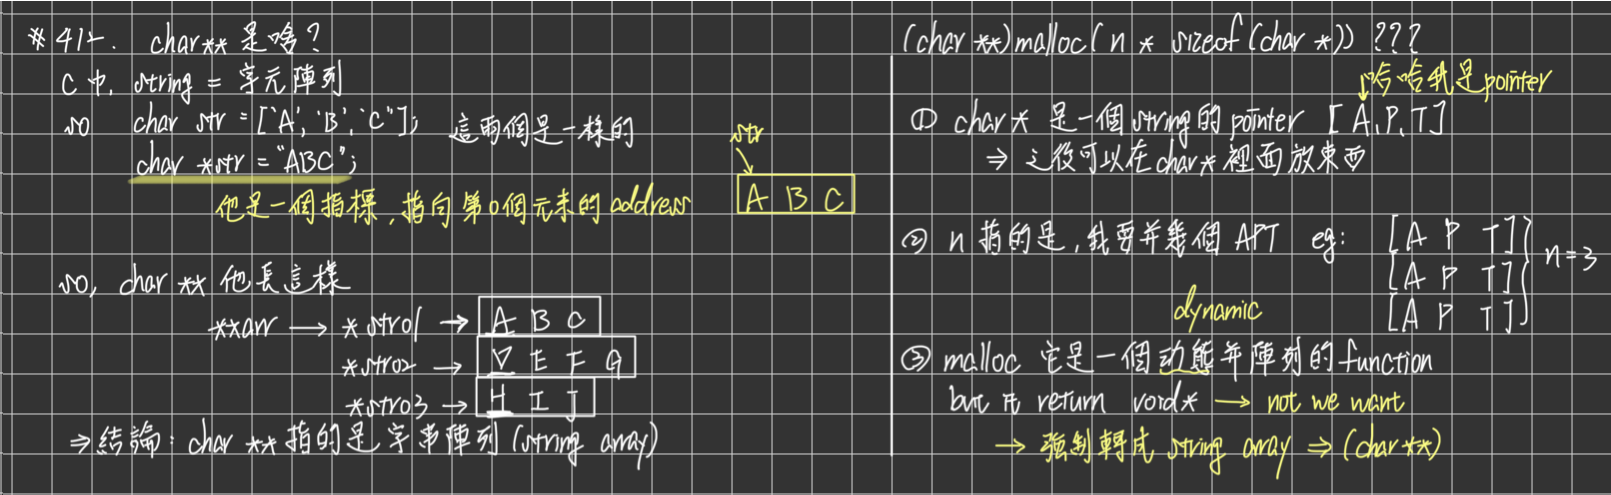 *412. char** 是啥?
C 中, string = 字元陣列
so char str = ['A', 'B', 'C'];
這兩個是一樣的
char *str = "ABC";
他是一個指標,指向第0個元素的 address
str
A B C
so, char ** 他長這樣
**arr → * str01 → A B C
*str02 → D E F G
*str03 → H I J
⇒ 結論: char ** 指的是字串陣列 (string array)
(char **)malloc( n * sizeof (char *)) ???
哈哈我是 pointer
① char* 是一個 string 的 pointer [A, P, T]
⇒ 之後可以在 char* 裡面放東西
② n 指的是,我要幾個 APT eg: [A P T]
[A P T] n=3
[A P T]
dynamic
③ malloc 它是一個動態陣列的 function
but it return void* → not we want
→ 強制轉成 string array ⇒ (char**)